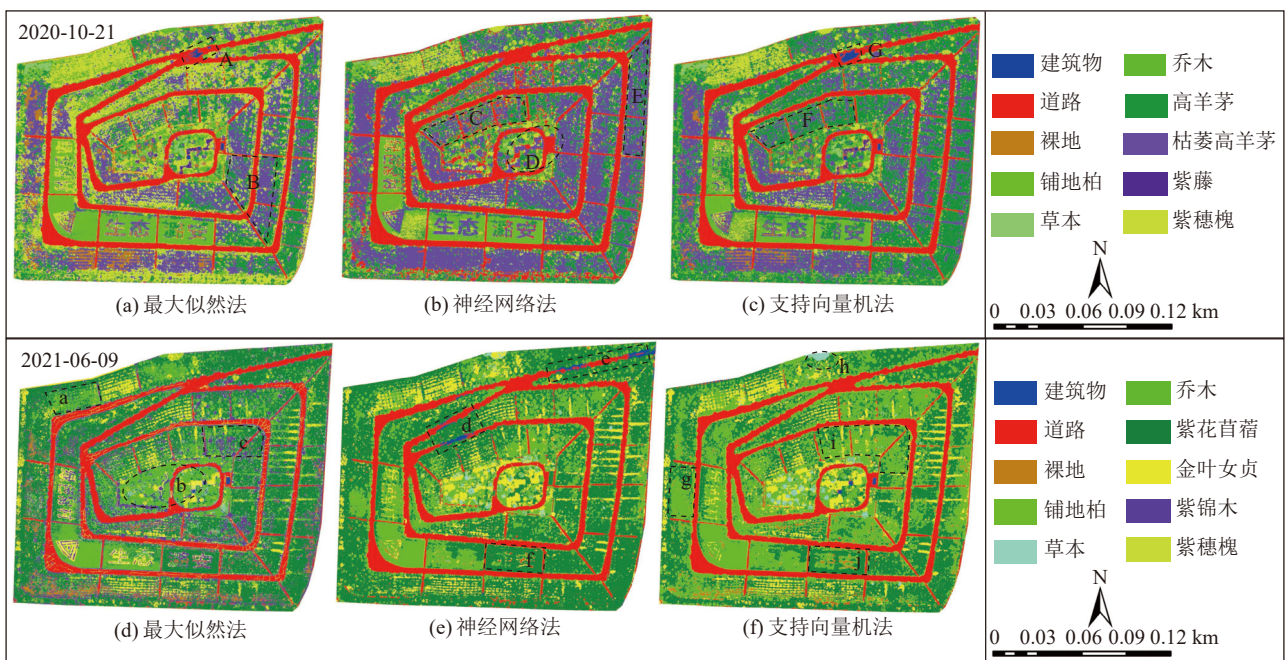 2020-10-21
A
B
(a) 最大似然法
C
D
E
(b) 神经网络法
G
F
(c) 支持向量机法
建筑物 乔木
道路 高羊茅
裸地 枯萎高羊茅
铺地柏 紫藤
草本 紫穗槐
N
0 0.03 0.06 0.09 0.12 km
2021-06-09
a
c
b
(d) 最大似然法
e
d
f
(e) 神经网络法
h
i
g
(f) 支持向量机法
建筑物 乔木
道路 紫花苜蓿
裸地 金叶女贞
铺地柏 紫锦木
草本 紫穗槐
N
0 0.03 0.06 0.09 0.12 km